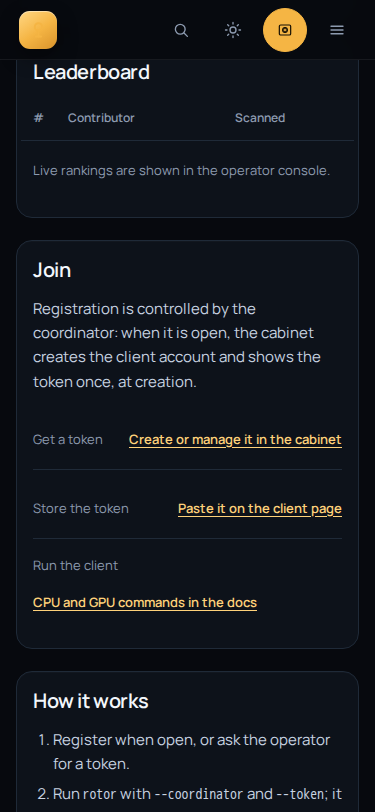 Leaderboard
# Contributor Scanned
Live rankings are shown in the operator console.
Join
Registration is controlled by the
coordinator: when it is open, the cabinet
creates the client account and shows the
token once, at creation.
Get a token Create or manage it in the cabinet
Store the token Paste it on the client page
Run the client
CPU and GPU commands in the docs
How it works
1. Register when open, or ask the operator
for a token.
2. Run rotor with --coordinator and --token; it